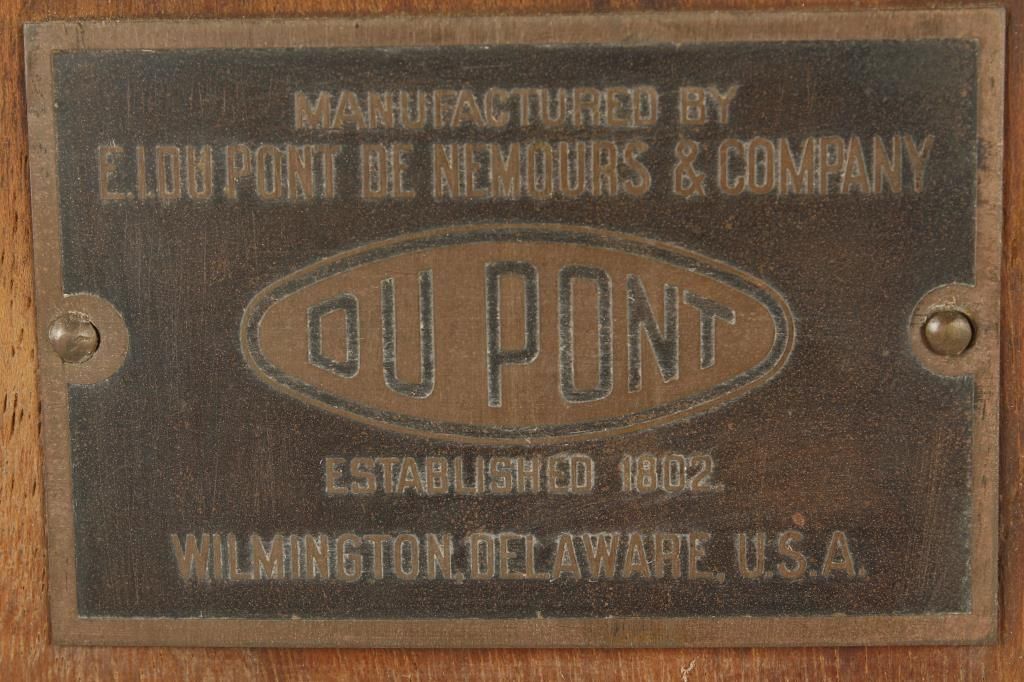 MANUFACTURED BY
E.I.DU PONT DE NEMOURS & COMPANY
DU PONT
ESTABLISHED 1802.
WILMINGTON, DELAWARE, U.S.A.